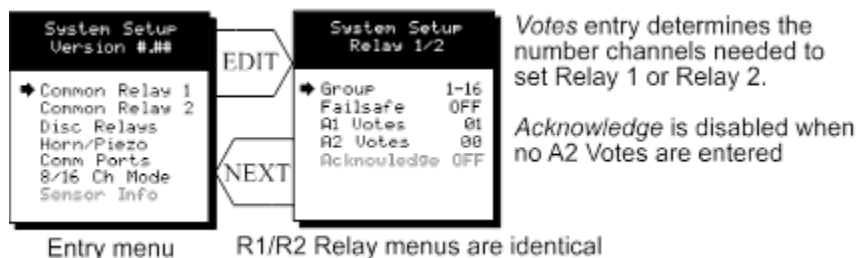 System Setup
Version #.##
Common Relay 1
Common Relay 2
Disc Relays
Horn/Piezo
Comm Ports
8/16 Ch Mode
Sensor Info
Entry menu
EDIT
NEXT
System Setup
Relay 1/2
Group 1-16
Failsafe OFF
A1 Votes 01
A2 Votes 00
Acknowledge OFF
R1/R2 Relay menus are identical
Votes entry determines the
number channels needed to
set Relay 1 or Relay 2.
Acknowledge is disabled when
no A2 Votes are entered